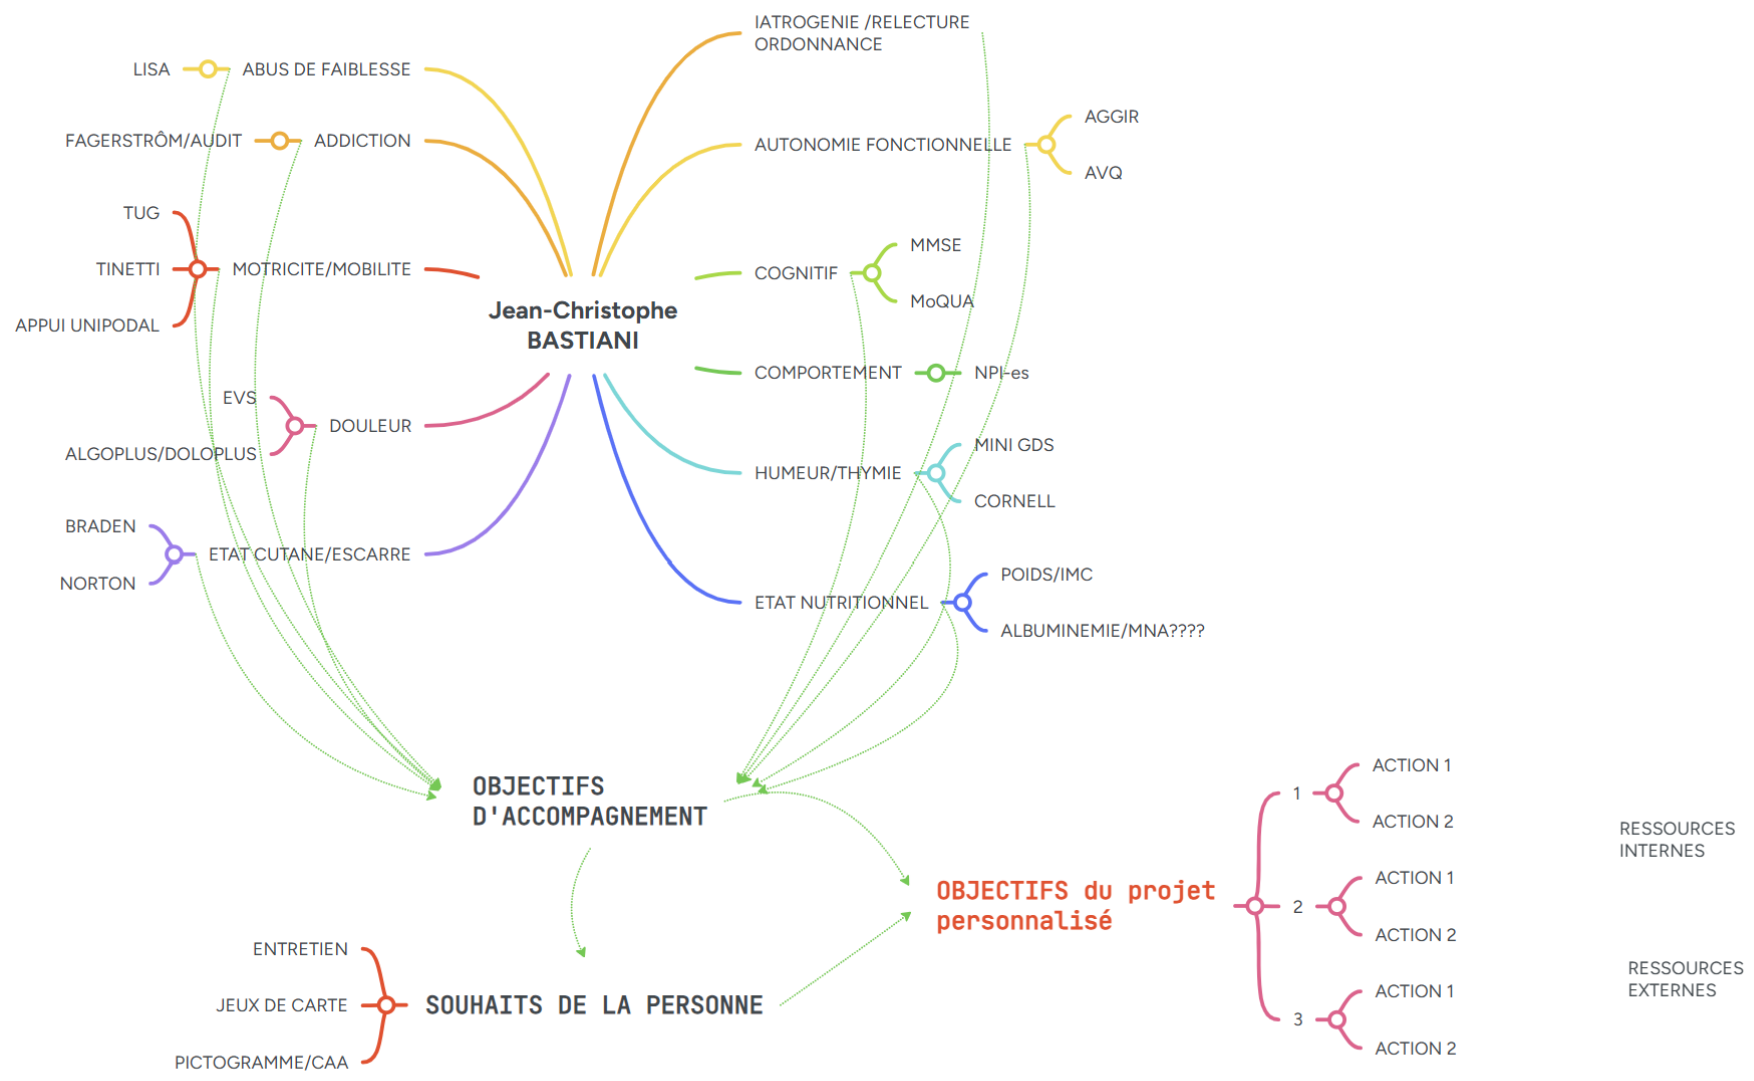 IATROGENIE /RELECTURE
ORDONNANCE
LISA
ABUS DE FAIBLESSE
AGGIR
FAGERSTRÔM/AUDIT
ADDICTION
AUTONOMIE FONCTIONNELLE
AVQ
TUG
MMSE
TINETTI
MOTRICITE/MOBILITE
COGNITIF
MoQUA
Jean-Christophe
BASTIANI
APPUI UNIPODAL
COMPORTEMENT
NPI-es
EVS
DOULEUR
MINI GDS
ALGOPLUS/DOLOPLUS
HUMEUR/THYMIE
CORNELL
BRADEN
ETAT CUTANE/ESCARRE
NORTON
POIDS/IMC
ETAT NUTRITIONNEL
ALBUMINEMIE/MNA????
OBJECTIFS
D'ACCOMPAGNEMENT
ACTION 1
1
ACTION 2
RESSOURCES
INTERNES
OBJECTIFS du projet
personnalisé
ACTION 1
2
ACTION 2
ENTRETIEN
RESSOURCES
EXTERNES
JEUX DE CARTE
SOUHAITS DE LA PERSONNE
ACTION 1
3
ACTION 2
PICTOGRAMME/CAA